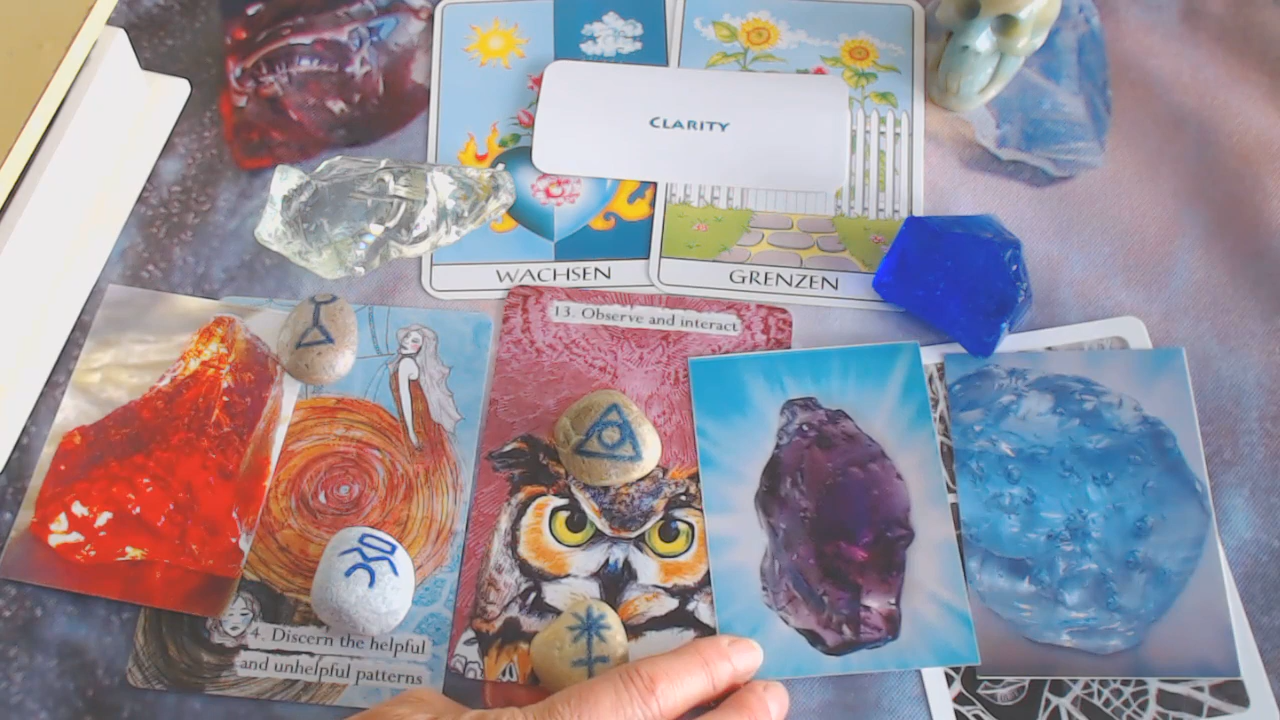 CLARITY
WACHSEN
GRENZEN
13. Observe and interact
4. Discern the helpful
and unhelpful patterns